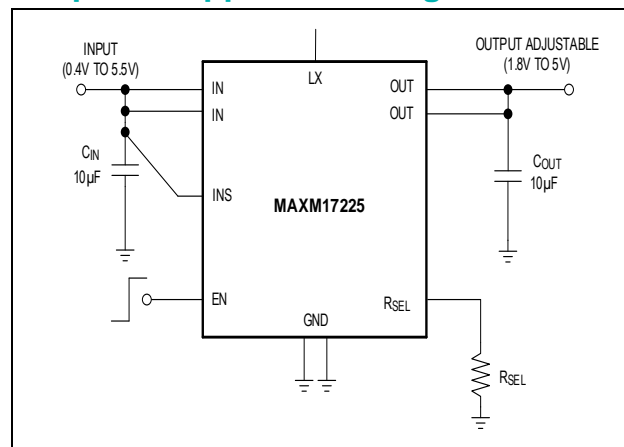 INPUT
(0.4V TO 5.5V)
OUTPUT ADJUSTABLE
(1.8V TO 5V)
LX
IN
OUT
IN
OUT
CIN
10µF
COUT
10µF
INS
MAXM17225
EN
RSEL
GND
RSEL